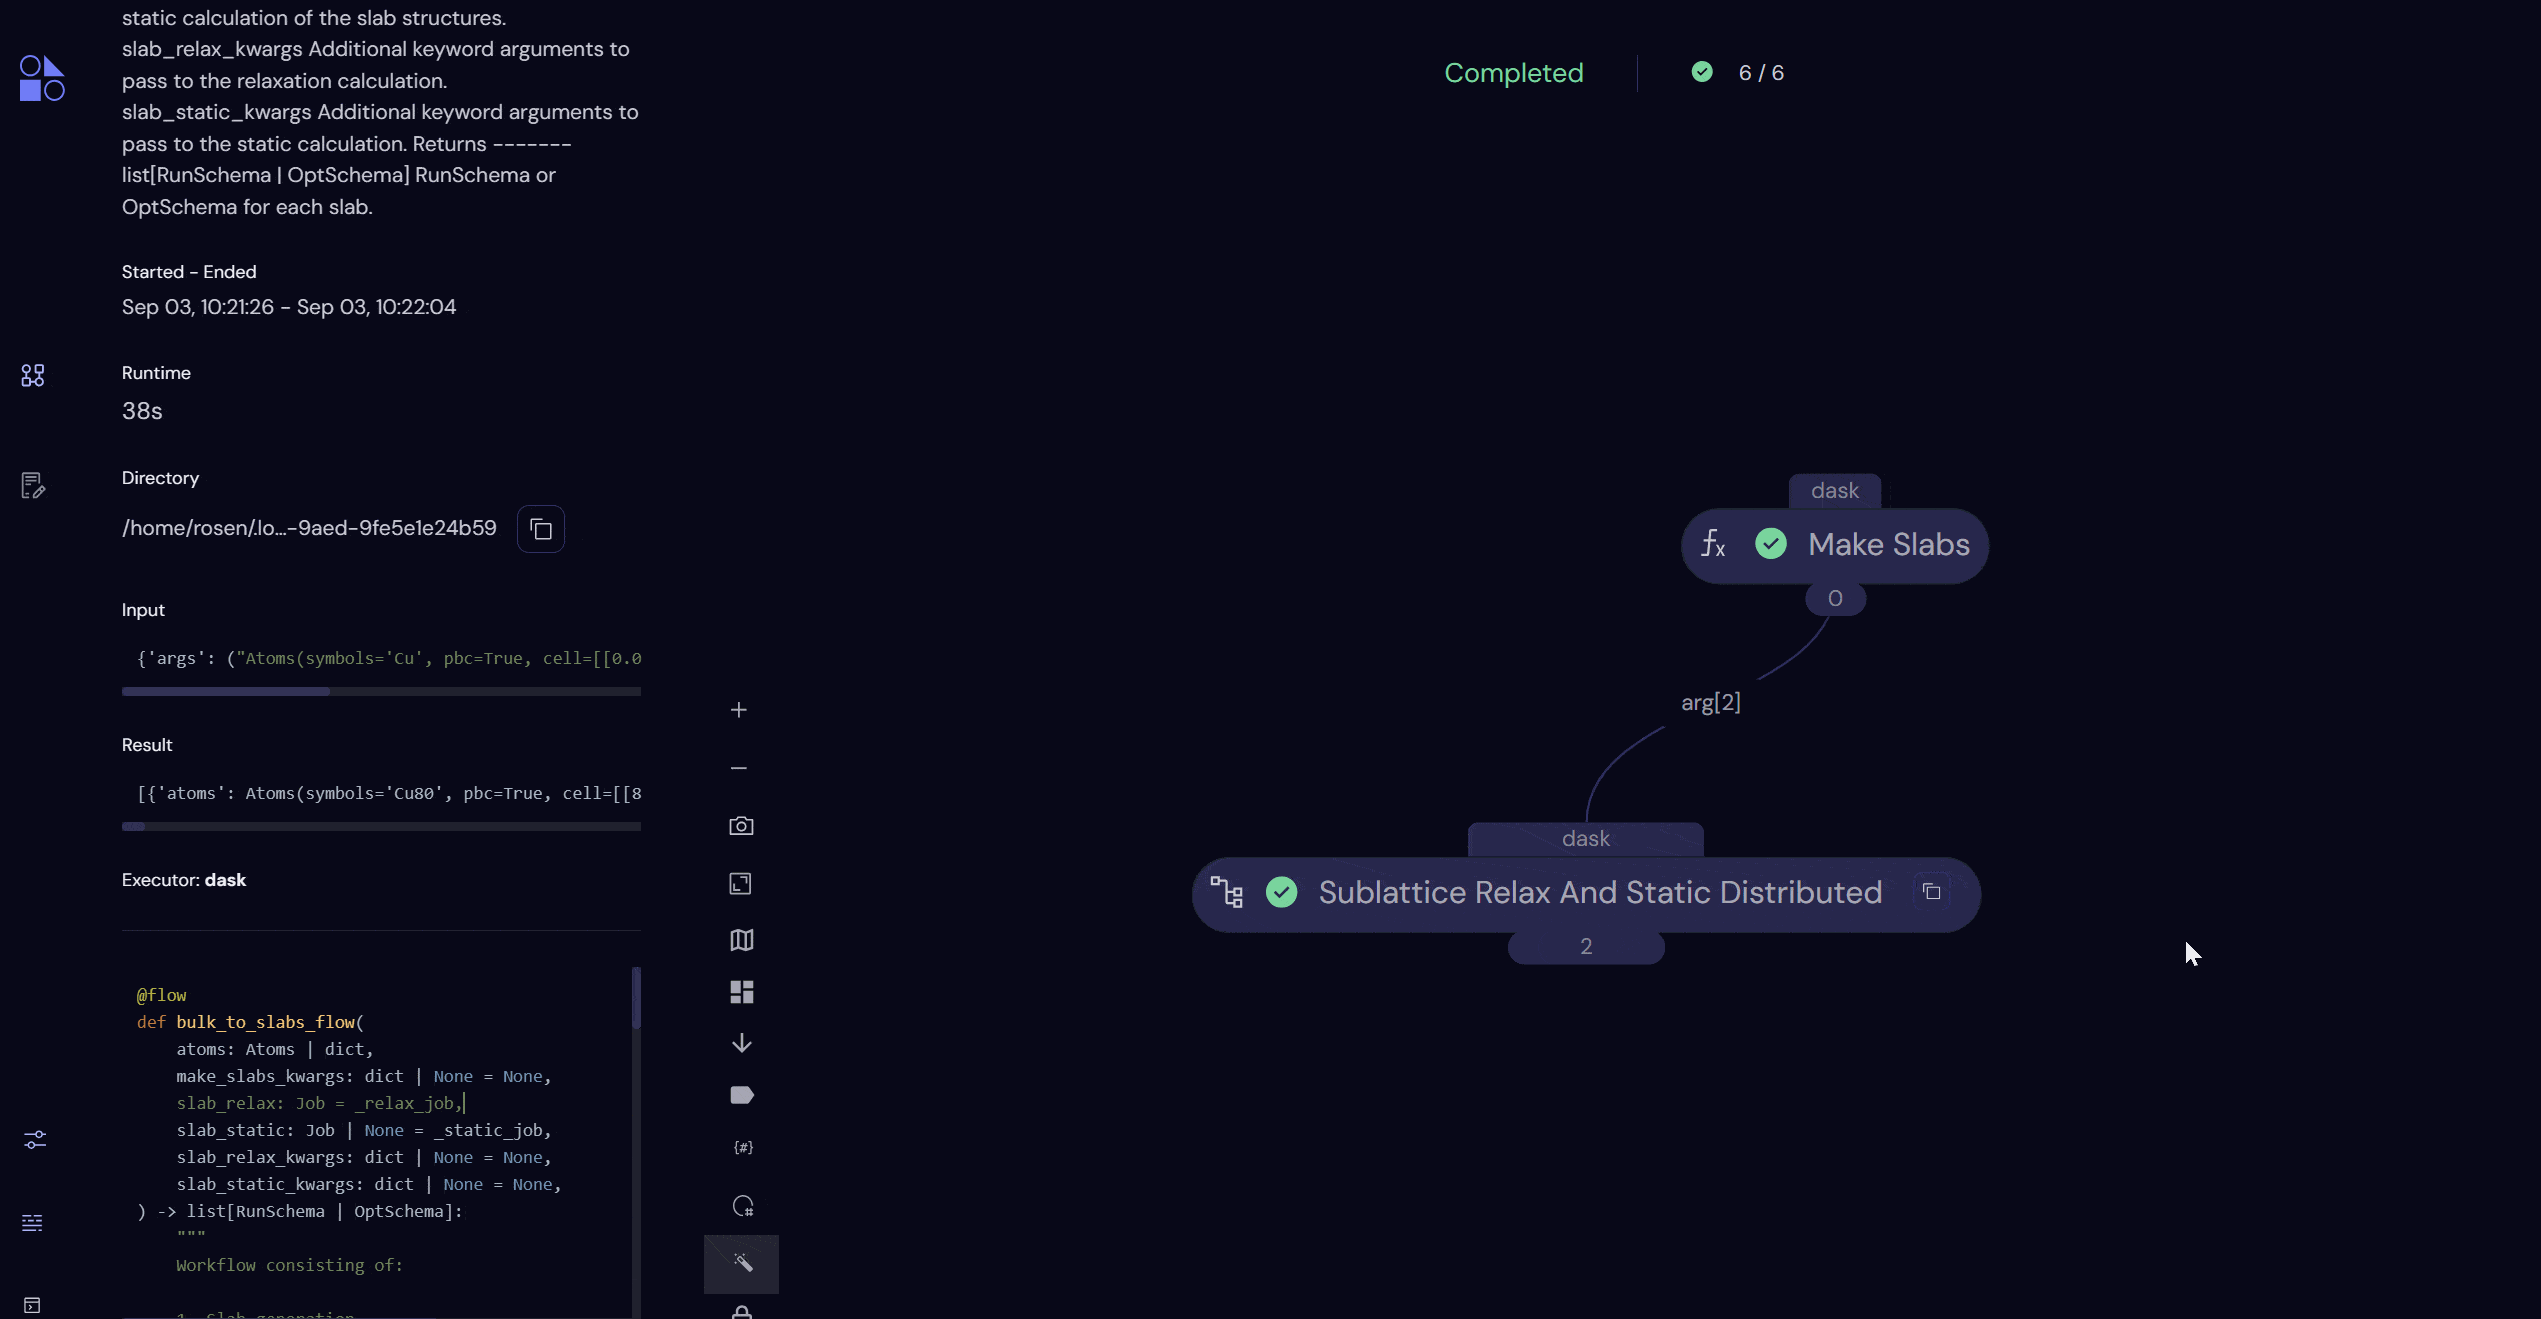 static calculation of the slab structures.
slab_relax_kwargs Additional keyword arguments to
pass to the relaxation calculation.
slab_static_kwargs Additional keyword arguments to
pass to the static calculation. Returns -------
list[RunSchema | OptSchema] RunSchema or
OptSchema for each slab.
Started - Ended
Sep 03, 10:21:26 - Sep 03, 10:22:04
Runtime
38s
Directory
/home/rosen/.lo...-9aed-9fe5e1e24b59
Input
{'args': ("Atoms(symbols='Cu', pbc=True, cell=[[0.0
Result
[{'atoms': Atoms(symbols='Cu80', pbc=True, cell=[[8
Executor: dask
@flow
def bulk_to_slabs_flow(
atoms: Atoms | dict,
make_slabs_kwargs: dict | None = None,
slab_relax: Job = _relax_job,
slab_static: Job | None = _static_job,
slab_relax_kwargs: dict | None = None,
slab_static_kwargs: dict | None = None,
) -> list[RunSchema | OptSchema]:
"""
Workflow consisting of:
1. Slab generation
{#}
Completed
6 / 6
dask
fx Make Slabs
0
arg[2]
dask
Sublattice Relax And Static Distributed
2